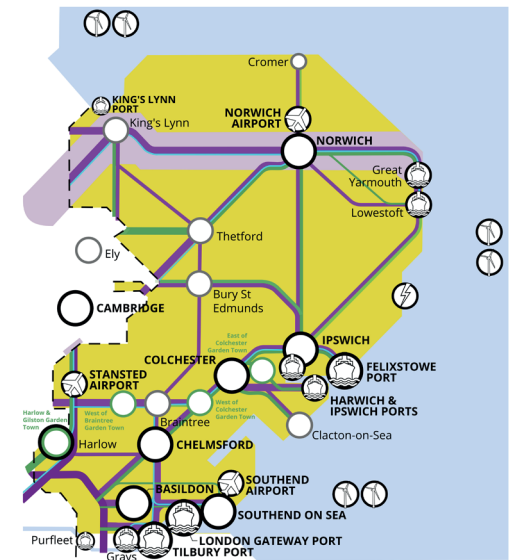 Cromer
KING'S LYNN
PORT
King's Lynn
NORWICH
AIRPORT
NORWICH
Great
Yarmouth
Lowestoft
Thetford
Ely
Bury St
Edmunds
CAMBRIDGE
East of
Colchester
Garden Town
IPSWICH
COLCHESTER
FELIXSTOWE
PORT
STANSTED
AIRPORT
HARWICH &
IPSWICH PORTS
Harlow &
Gilston Garden
Town
West of
Braintree
Garden Town
West of
Colchester
Garden Town
Braintree
Clacton-on-Sea
Harlow
CHELMSFORD
SOUTHEND
AIRPORT
BASILDON
SOUTHEND ON SEA
Purfleet
LONDON GATEWAY PORT
TILBURY PORT
Grays